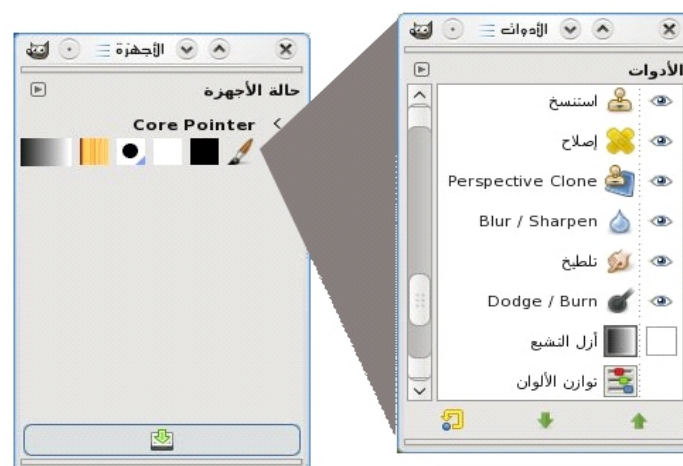 الأجهزة
حالة الأجهزة
Core Pointer
الأدوات
الأدوات
استنسخ
إصلاح
Perspective Clone
Blur / Sharpen
تلطيخ
Dodge / Burn
أزل التشبع
توازن الألوان